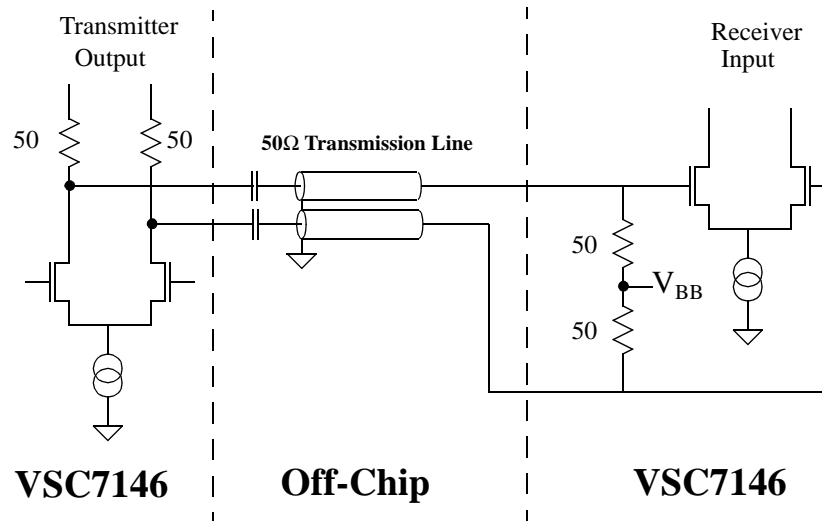 Transmitter
Output
Receiver
Input
50
50
50Ω Transmission Line
50
V_BB
50
VSC7146
Off-Chip
VSC7146